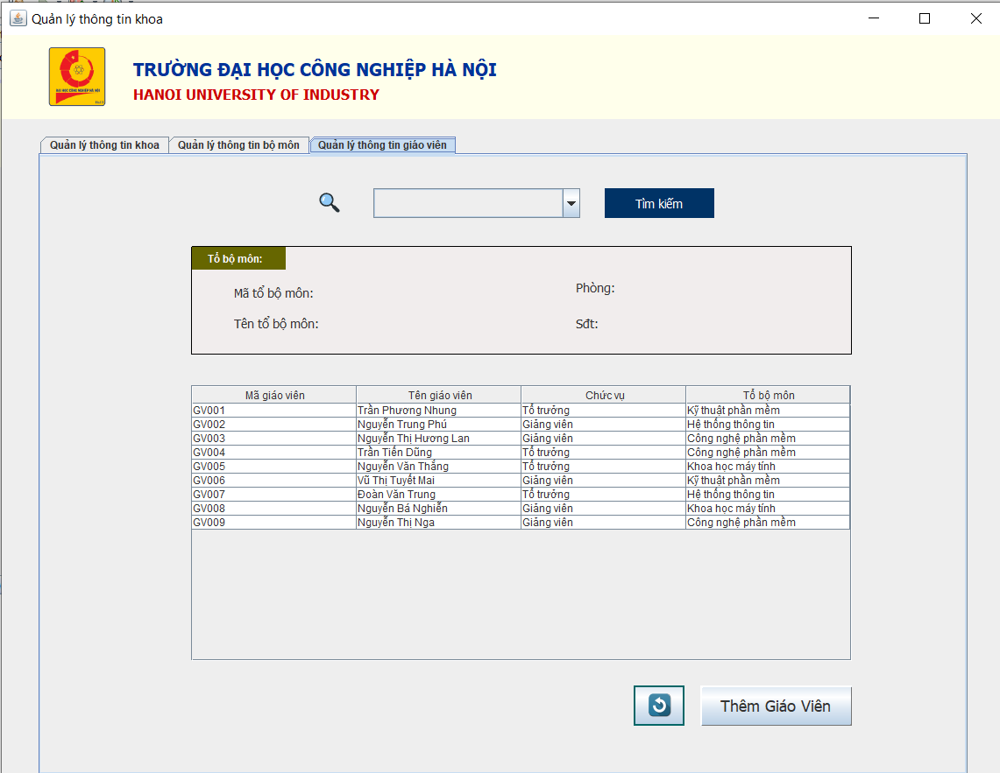 Quản lý thông tin khoa
TRƯỜNG ĐẠI HỌC CÔNG NGHIỆP HÀ NỘI
HANOI UNIVERSITY OF INDUSTRY
ĐẠI HỌC CÔNG NGHIỆP HÀ NỘI
Quản lý thông tin khoa Quản lý thông tin bộ môn Quản lý thông tin giáo viên
Tìm kiếm
Tổ bộ môn:
Mã tổ bộ môn: Phòng:
Tên tổ bộ môn: Sđt:
Mã giáo viên Tên giáo viên Chức vụ Tổ bộ môn
GV001 Trần Phương Nhung Tổ trưởng Kỹ thuật phần mềm
GV002 Nguyễn Trung Phú Giảng viên Hệ thống thông tin
GV003 Nguyễn Thị Hương Lan Giảng viên Công nghệ phần mềm
GV004 Trần Tiến Dũng Tổ trưởng Công nghệ phần mềm
GV005 Nguyễn Văn Thắng Tổ trưởng Khoa học máy tính
GV006 Vũ Thị Tuyết Mai Giảng viên Kỹ thuật phần mềm
GV007 Đoàn Văn Trung Tổ trưởng Hệ thống thông tin
GV008 Nguyễn Bá Nghiễn Giảng viên Khoa học máy tính
GV009 Nguyễn Thị Nga Giảng viên Công nghệ phần mềm
Thêm Giáo Viên